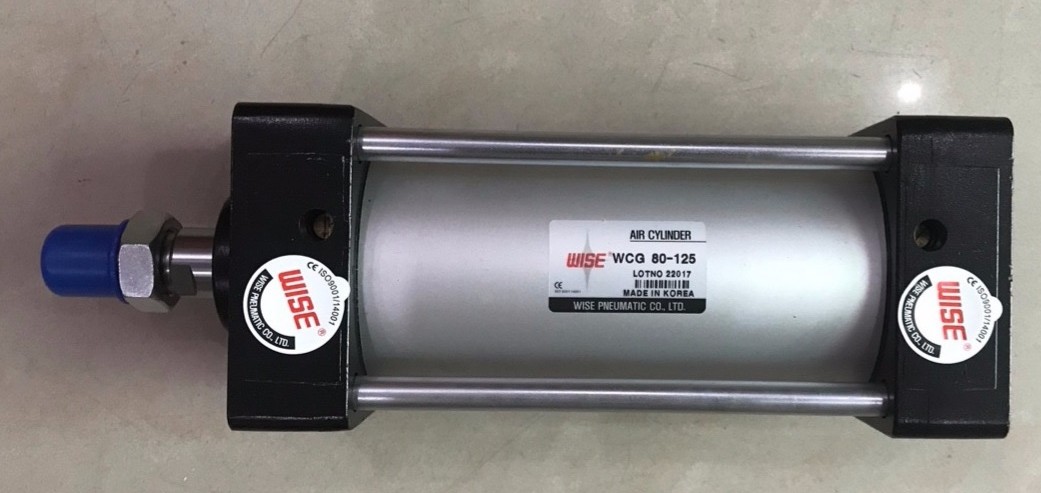 AIR CYLINDER
WISE® WCG 80-125
LOTNO 22017
CE
MADE IN KOREA
WISE PNEUMATIC CO., LTD.
CE ISO9001/14001
WISE®
WISE PNEUMATIC CO., LTD.
CE ISO9001/14001
WISE®
WISE PNEUMATIC CO., LTD.